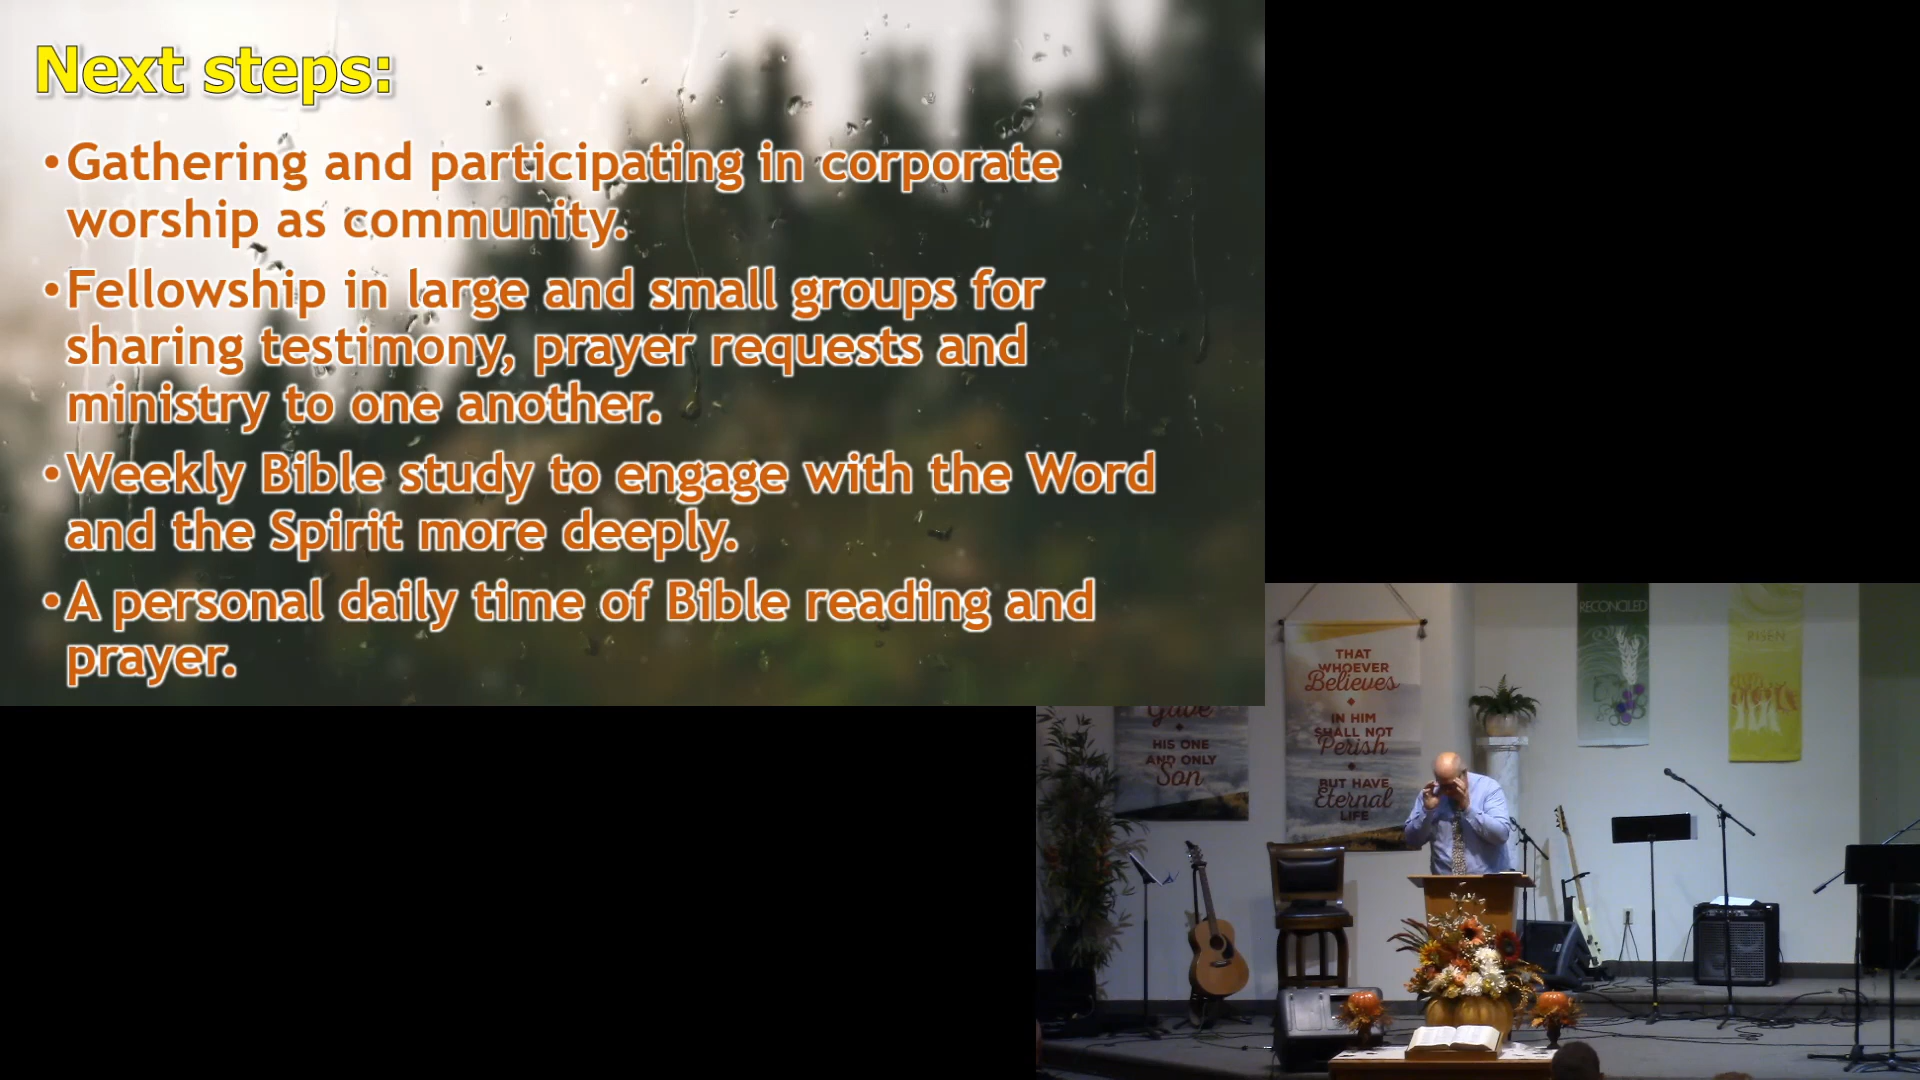 Next steps:
•Gathering and participating in corporate
worship as community.
•Fellowship in large and small groups for
sharing testimony, prayer requests and
ministry to one another.
•Weekly Bible study to engage with the Word
and the Spirit more deeply.
•A personal daily time of Bible reading and
prayer.
Gave
HIS ONE
AND ONLY
Son
THAT
WHOEVER
Believes
IN HIM
SHALL NOT
Perish
BUT HAVE
Eternal
LIFE
RECONCILED
RISEN